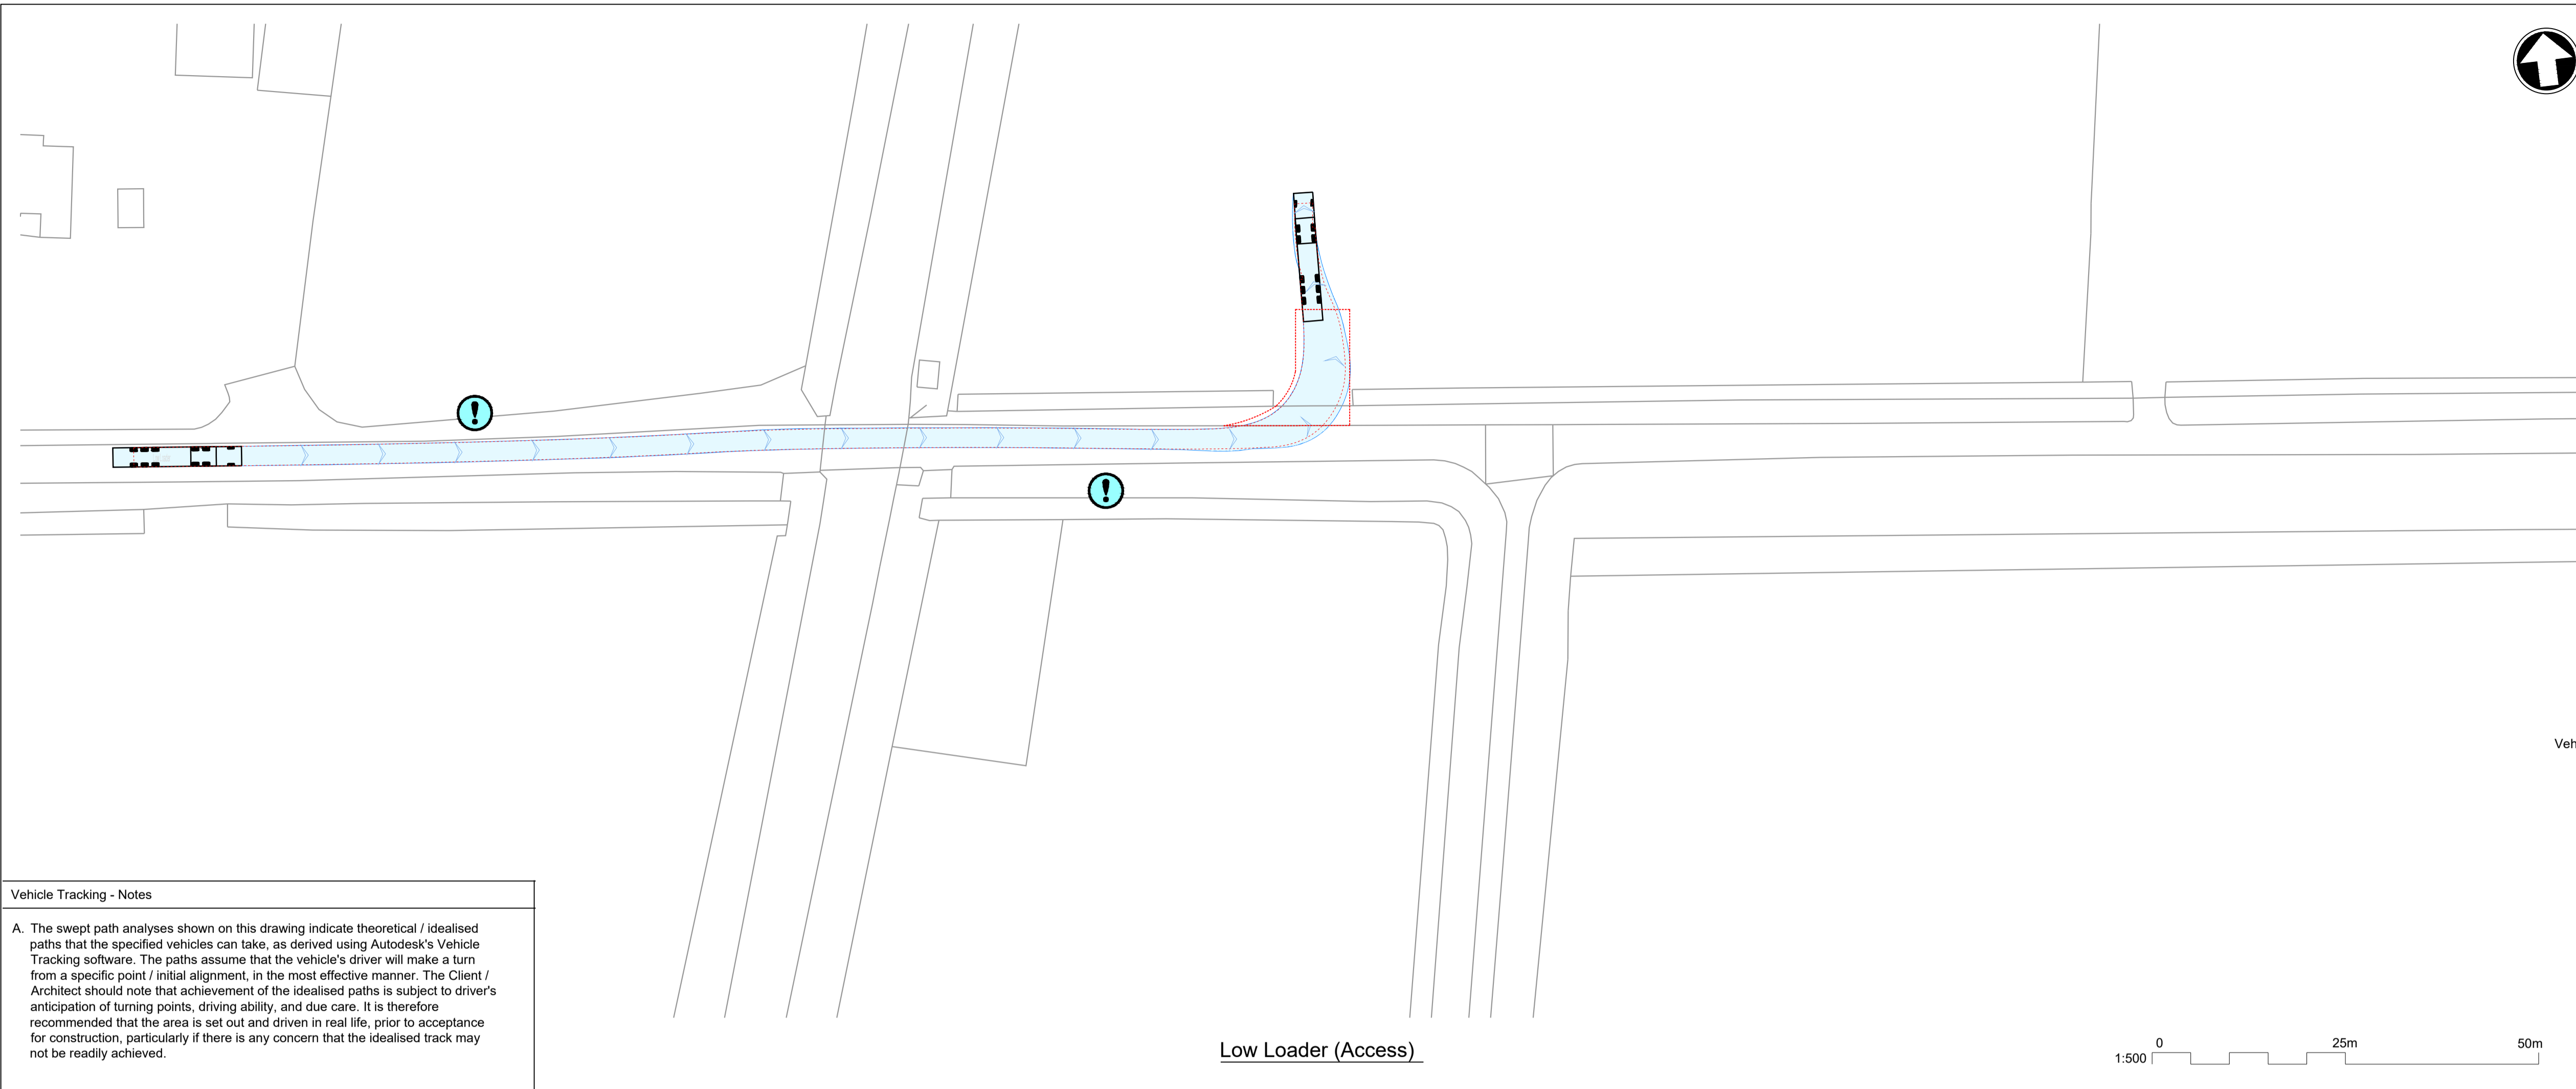 !
!
Veh
Vehicle Tracking - Notes
A. The swept path analyses shown on this drawing indicate theoretical / idealised
paths that the specified vehicles can take, as derived using Autodesk's Vehicle
Tracking software. The paths assume that the vehicle's driver will make a turn
from a specific point / initial alignment, in the most effective manner. The Client /
Architect should note that achievement of the idealised paths is subject to driver's
anticipation of turning points, driving ability, and due care. It is therefore
recommended that the area is set out and driven in real life, prior to acceptance
for construction, particularly if there is any concern that the idealised track may
not be readily achieved.
Low Loader (Access)
0 25m 50m
1:500